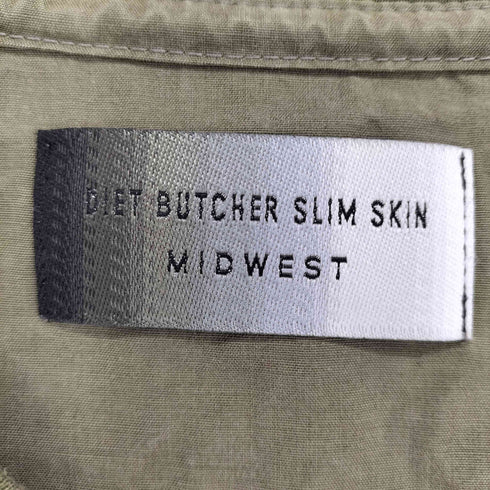 DIET BUTCHER SLIM SKIN
MIDWEST